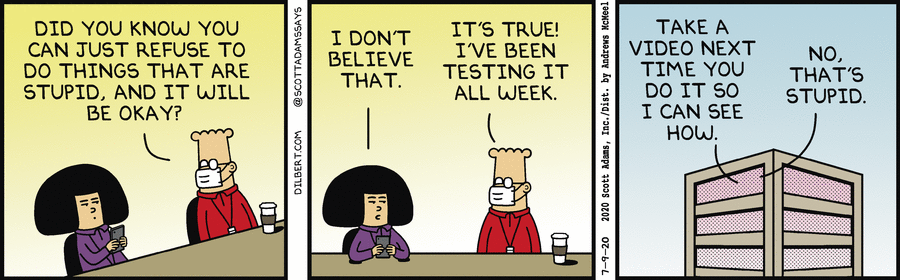 DID YOU KNOW YOU
CAN JUST REFUSE TO
DO THINGS THAT ARE
STUPID, AND IT WILL
BE OKAY?
DILBERT.COM @SCOTTADAMSSAYS
I DON'T
BELIEVE
THAT.
IT'S TRUE!
I'VE BEEN
TESTING IT
ALL WEEK.
7-9-20 2020 Scott Adams, Inc./Dist. by Andrews McMeel
TAKE A
VIDEO NEXT
TIME YOU
DO IT SO
I CAN SEE
HOW.
NO,
THAT'S
STUPID.